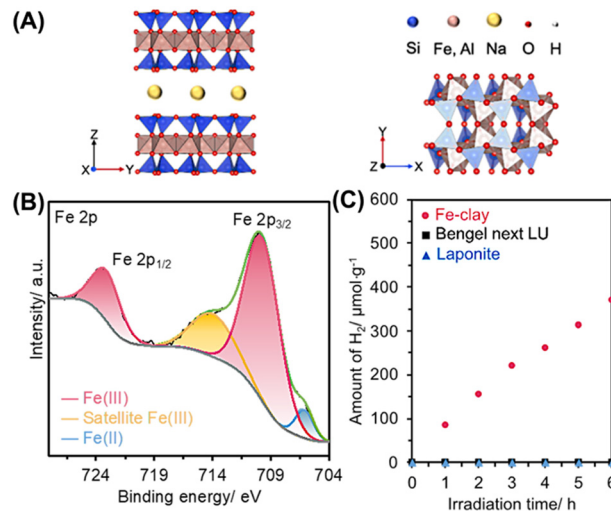 (A)
Si Fe, Al Na O H
Z
X Y
Y
Z X
(B)
Fe 2p
Fe 2p1/2
Fe 2p3/2
Intensity/ a.u.
Fe(III)
Satellite Fe(III)
Fe(II)
724 719 714 709 704
Binding energy/ eV
(C)
Fe-clay
Bengel next LU
Laponite
Amount of H2/ μmol·g⁻¹
600
500
400
300
200
100
0
0 1 2 3 4 5 6
Irradiation time/ h